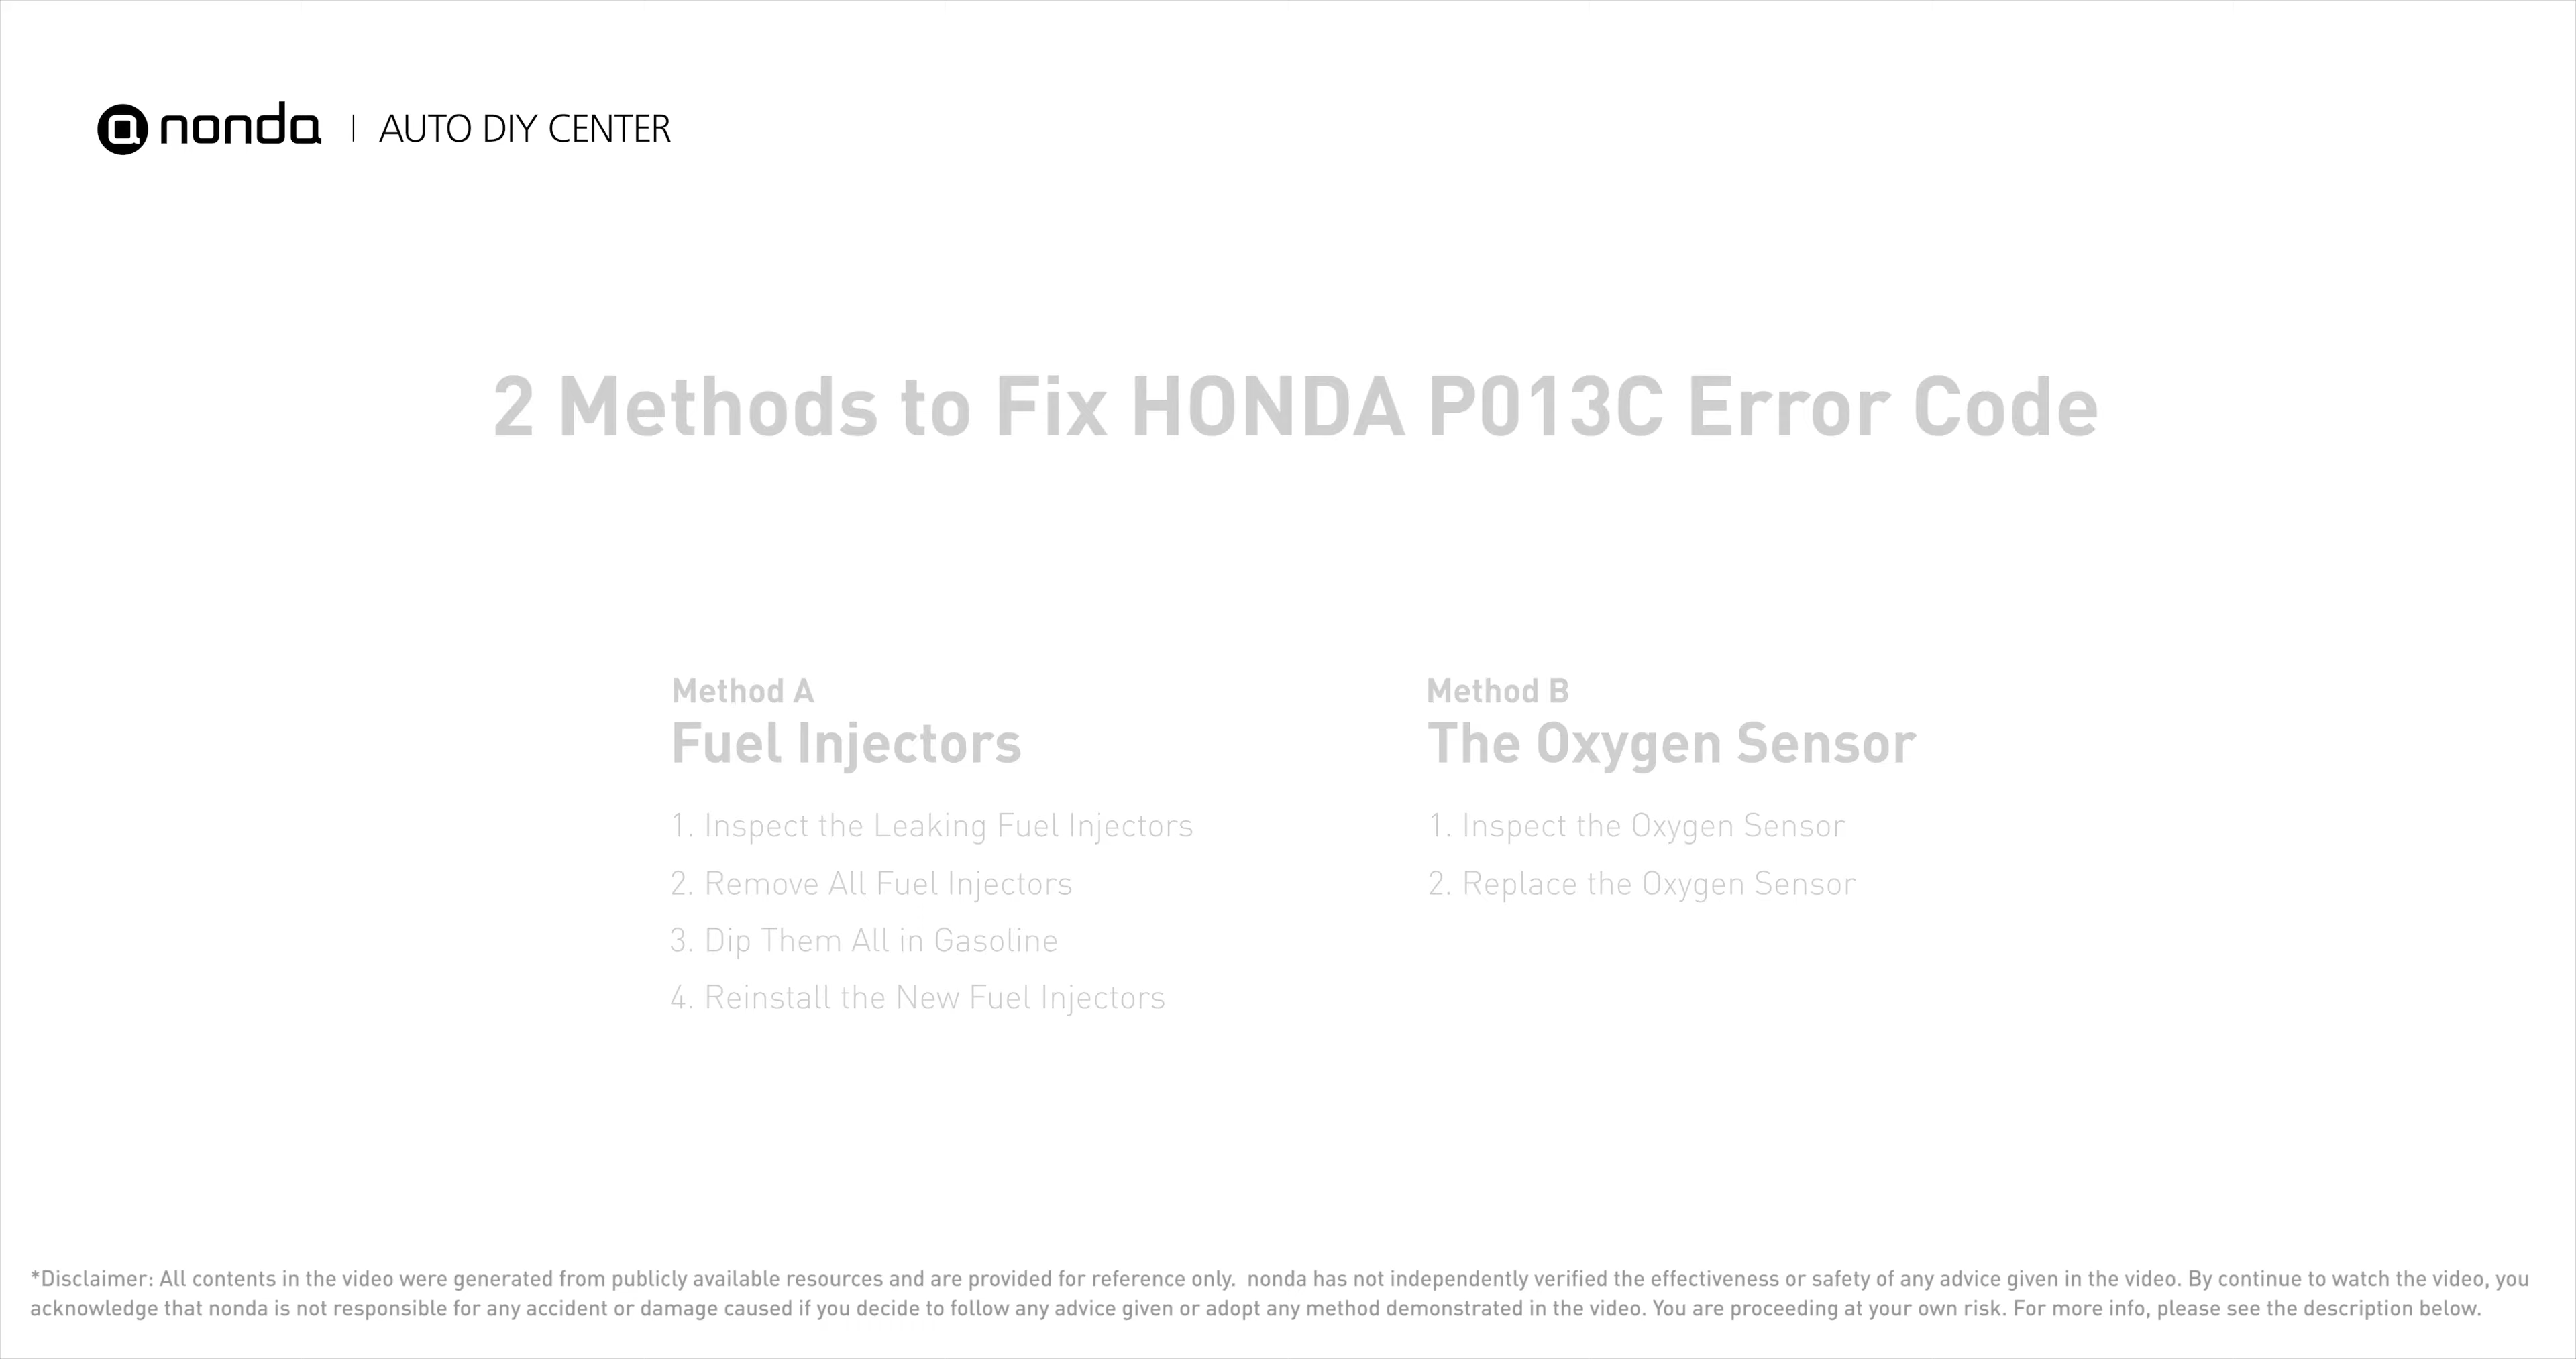 nonda | AUTO DIY CENTER
2 Methods to Fix HONDA P013C Error Code
Method A
Fuel Injectors
1. Inspect the Leaking Fuel Injectors
2. Remove All Fuel Injectors
3. Dip Them All in Gasoline
4. Reinstall the New Fuel Injectors
Method B
The Oxygen Sensor
1. Inspect the Oxygen Sensor
2. Replace the Oxygen Sensor
*Disclaimer: All contents in the video were generated from publicly available resources and are provided for reference only. nonda has not independently verified the effectiveness or safety of any advice given in the video. By continue to watch the video, you
acknowledge that nonda is not responsible for any accident or damage caused if you decide to follow any advice given or adopt any method demonstrated in the video. You are proceeding at your own risk. For more info, please see the description below.